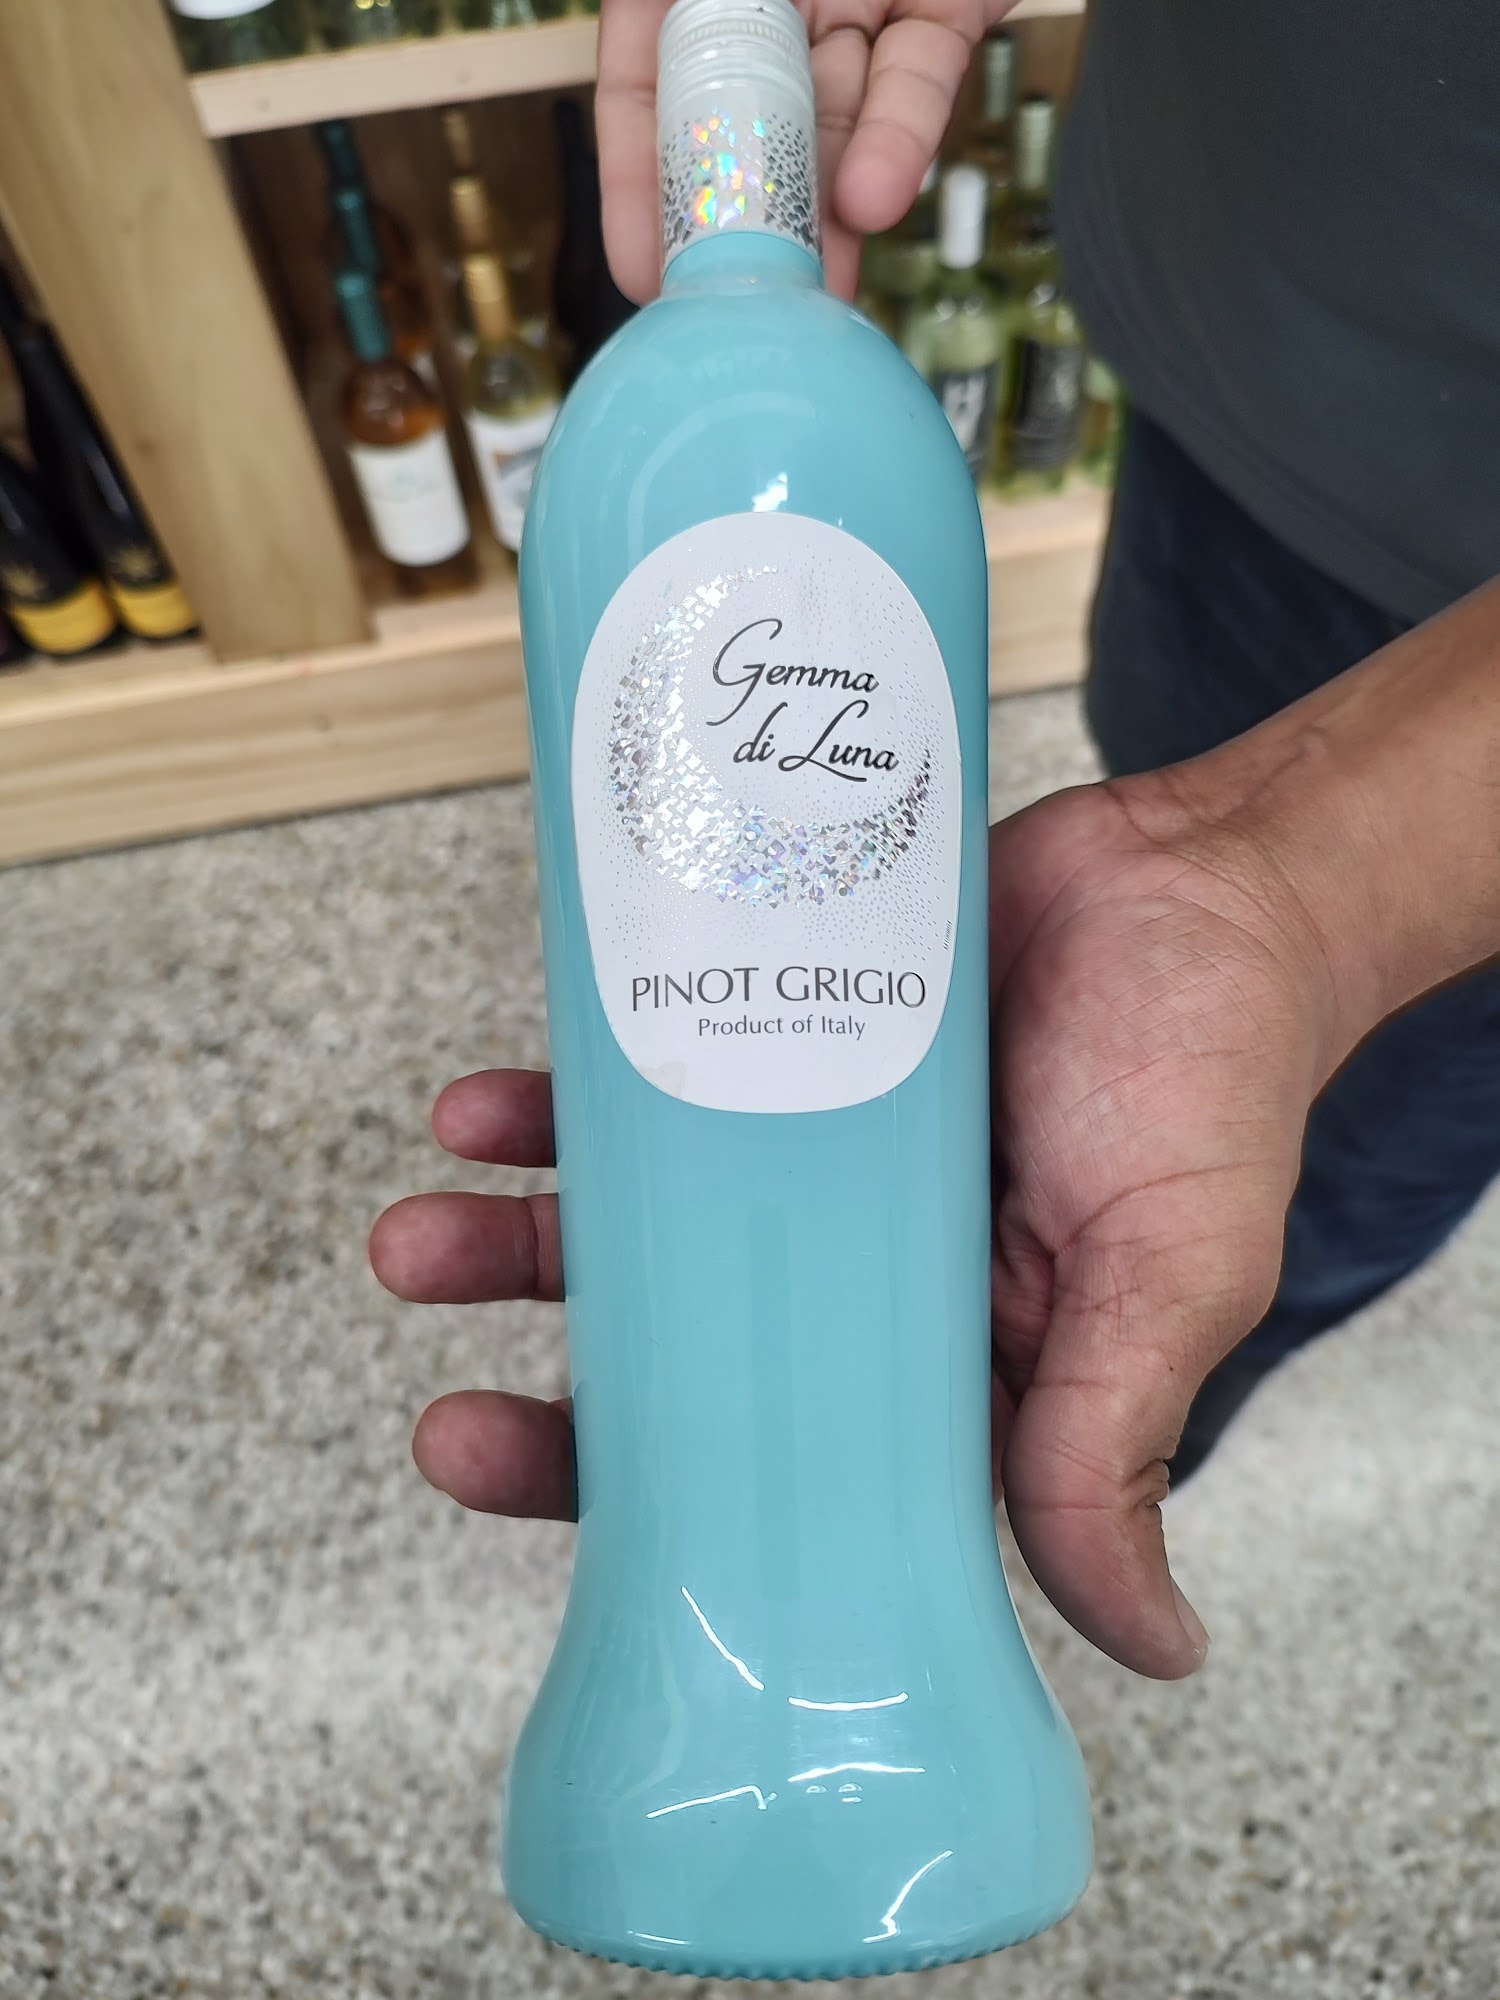 Gemma
di Luna
PINOT GRIGIO
Product of Italy